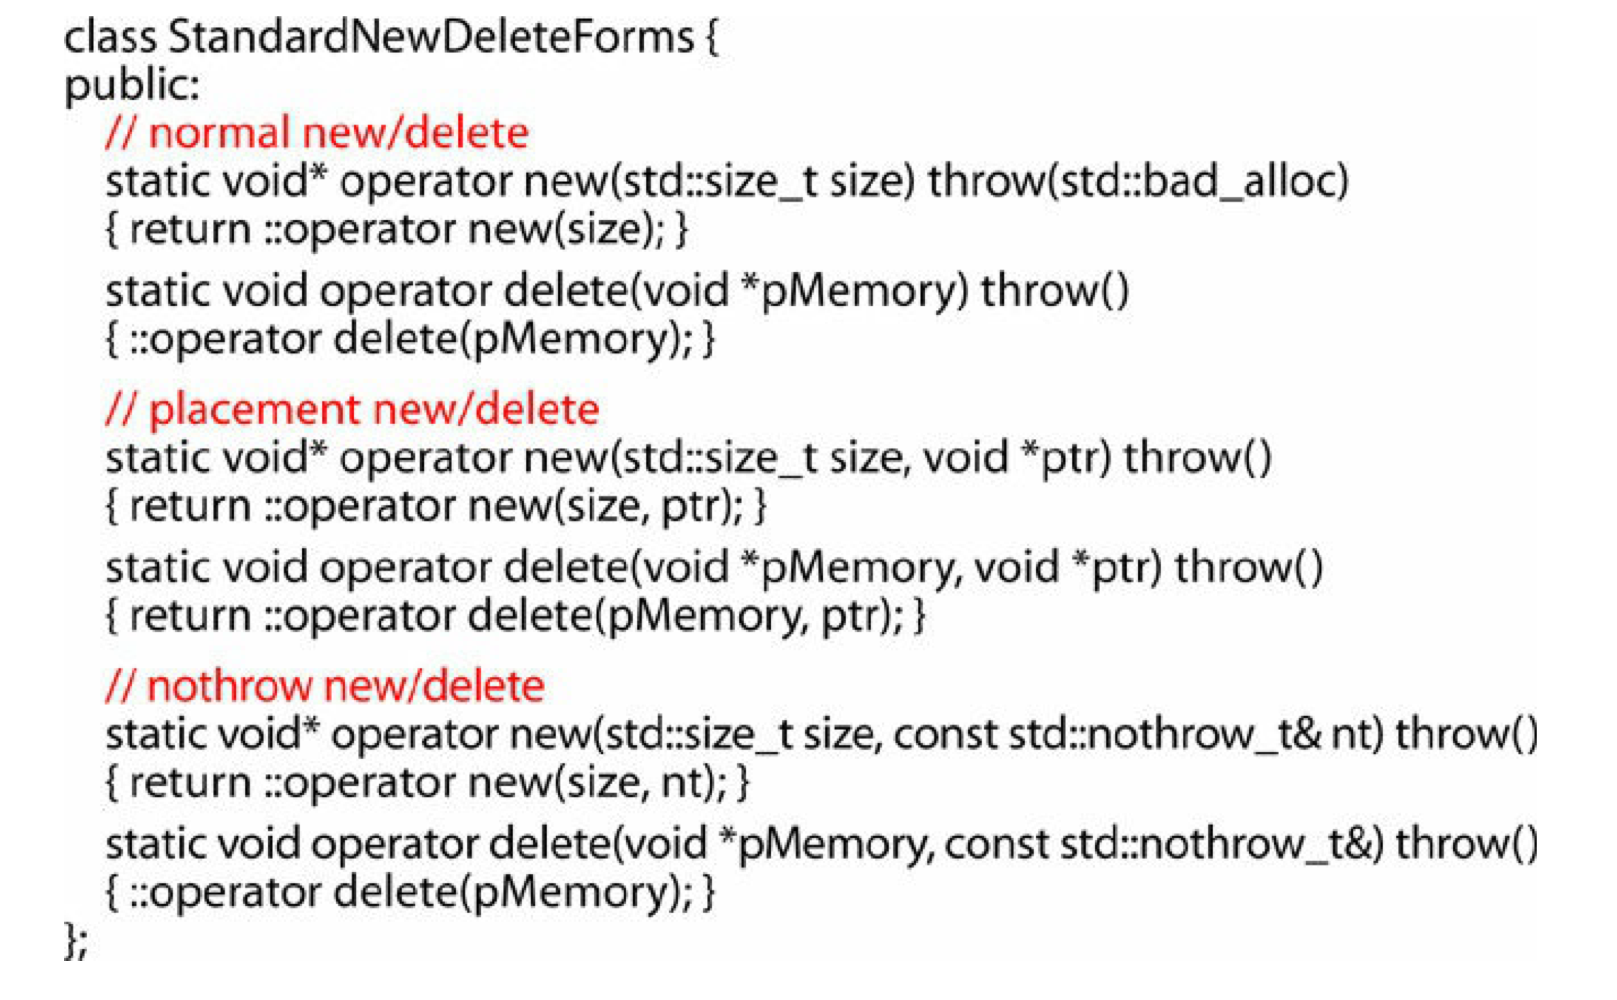 class StandardNewDeleteForms {
public:
// normal new/delete
static void* operator new(std::size_t size) throw(std::bad_alloc)
{ return ::operator new(size); }
static void operator delete(void *pMemory) throw()
{ ::operator delete(pMemory); }
// placement new/delete
static void* operator new(std::size_t size, void *ptr) throw()
{ return ::operator new(size, ptr); }
static void operator delete(void *pMemory, void *ptr) throw()
{ return ::operator delete(pMemory, ptr); }
// nothrow new/delete
static void* operator new(std::size_t size, const std::nothrow_t& nt) throw()
{ return ::operator new(size, nt); }
static void operator delete(void *pMemory, const std::nothrow_t&) throw()
{ ::operator delete(pMemory); }
};